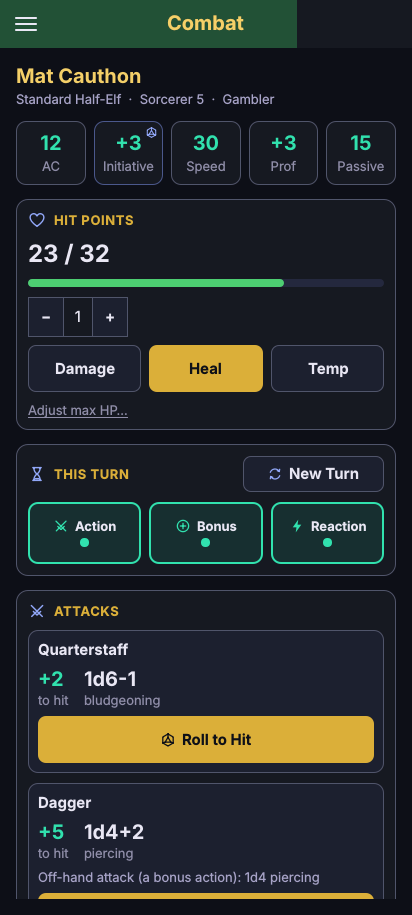 Combat
Mat Cauthon
Standard Half-Elf · Sorcerer 5 · Gambler
12 +3 30 +3 15
AC Initiative Speed Prof Passive
HIT POINTS
23 / 32
− 1 +
Damage Heal Temp
Adjust max HP...
THIS TURN New Turn
Action Bonus Reaction
ATTACKS
Quarterstaff
+2 1d6-1
to hit bludgeoning
Roll to Hit
Dagger
+5 1d4+2
to hit piercing
Off-hand attack (a bonus action): 1d4 piercing